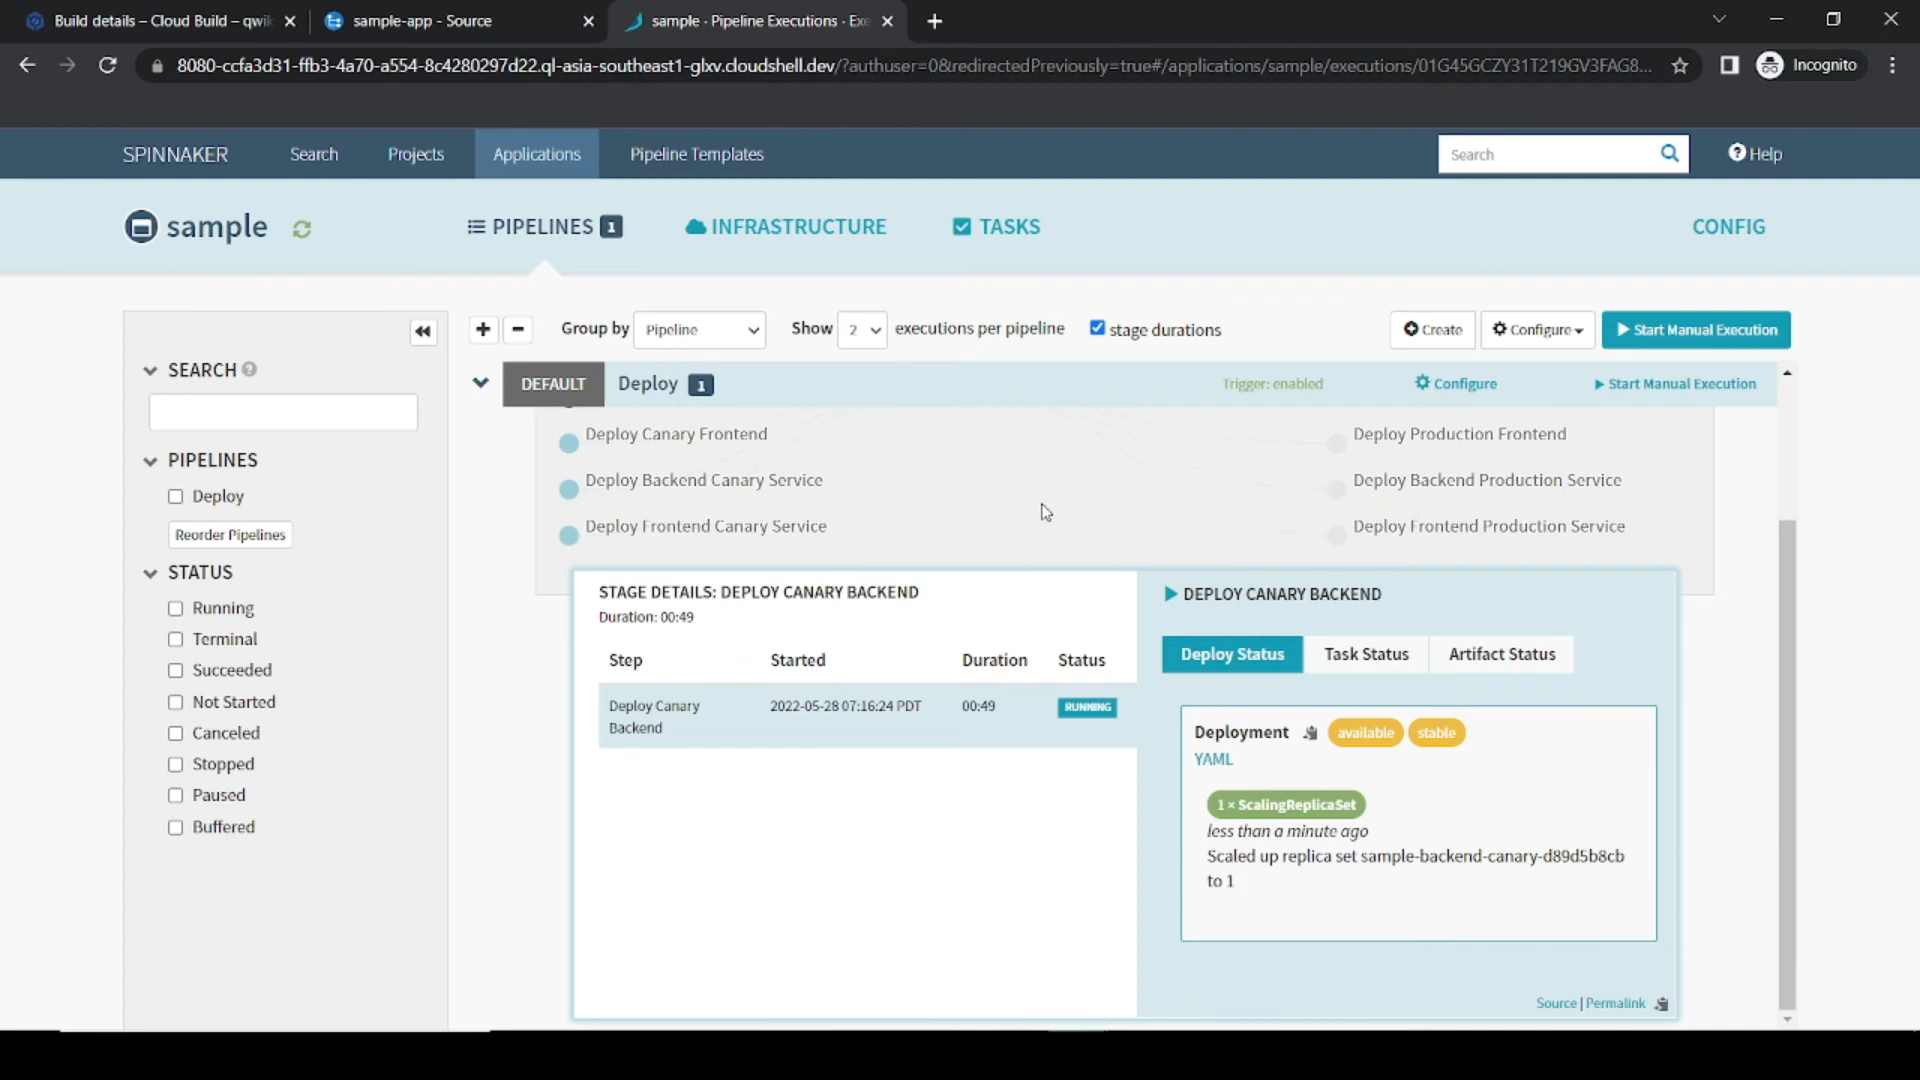 Build details – Cloud Build – qwik
sample-app - Source
sample · Pipeline Executions · Exe
8080-ccfa3d31-ffb3-4a70-a554-8c4280297d22.ql-asia-southeast1-glxv.cloudshell.dev/?authuser=0&redirectedPreviously=true#/applications/sample/executions/01G45GCZY31T219GV3FAG8...
Incognito
SPINNAKER
Search
Projects
Applications
Pipeline Templates
Search
Help
sample
PIPELINES 1
INFRASTRUCTURE
TASKS
CONFIG
Group by
Pipeline
Show
2
executions per pipeline
stage durations
Create
Configure
Start Manual Execution
SEARCH
PIPELINES
Deploy
Reorder Pipelines
STATUS
Running
Terminal
Succeeded
Not Started
Canceled
Stopped
Paused
Buffered
DEFAULT
Deploy 1
Trigger: enabled
Configure
Start Manual Execution
Deploy Canary Frontend
Deploy Production Frontend
Deploy Backend Canary Service
Deploy Backend Production Service
Deploy Frontend Canary Service
Deploy Frontend Production Service
STAGE DETAILS: DEPLOY CANARY BACKEND
Duration: 00:49
Step
Started
Duration
Status
Deploy Canary
Backend
2022-05-28 07:16:24 PDT
00:49
RUNNING
DEPLOY CANARY BACKEND
Deploy Status
Task Status
Artifact Status
Deployment
available
stable
YAML
1 × ScalingReplicaSet
less than a minute ago
Scaled up replica set sample-backend-canary-d89d5b8cb
to 1
Source | Permalink